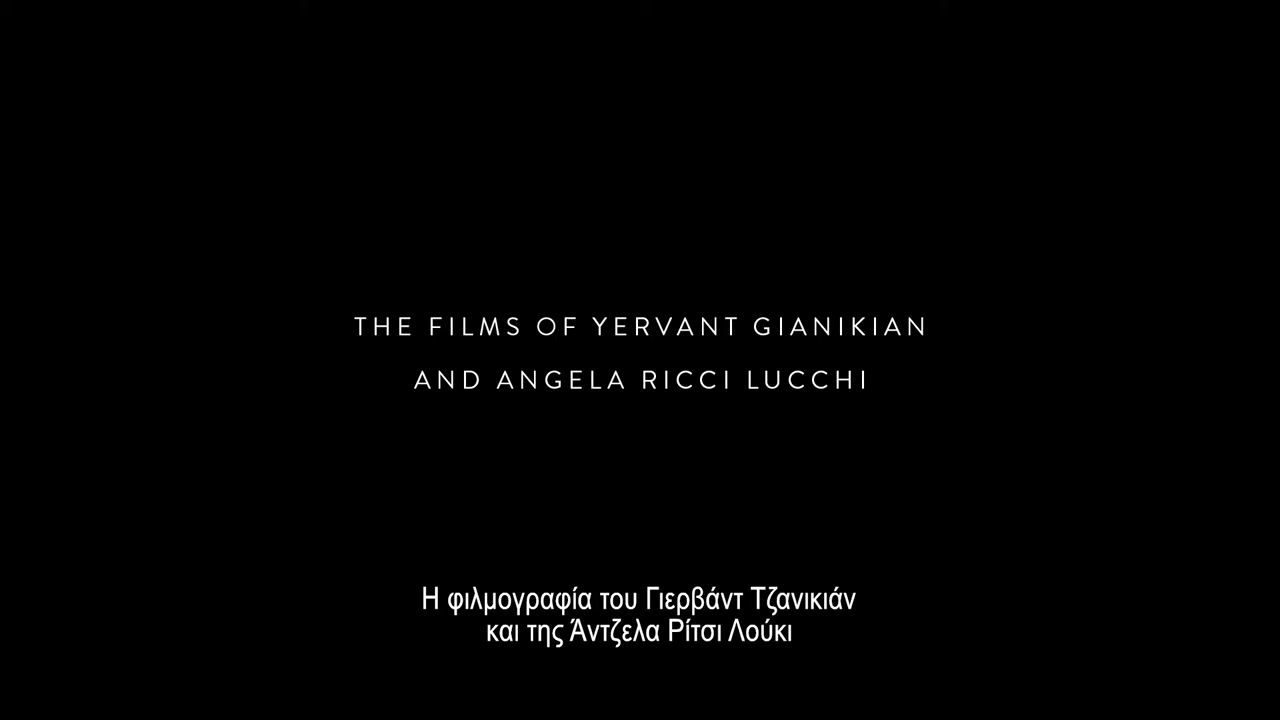 THE FILMS OF YERVANT GIANIKIAN
AND ANGELA RICCI LUCCHI
Η φιλμογραφία του Γιερβάντ Τζανικιάν
και της Άντζελα Ρίτσι Λούκι